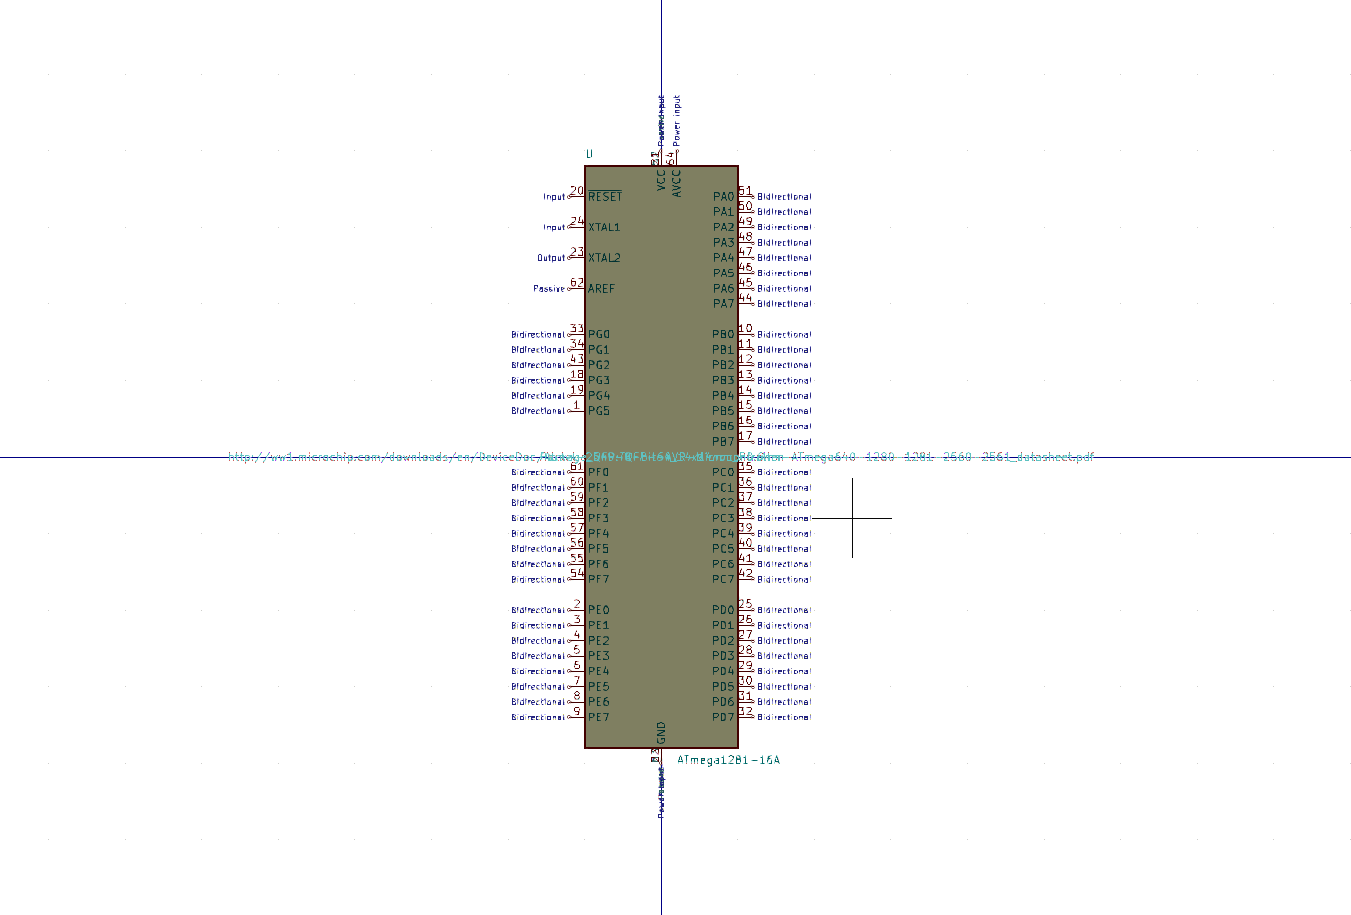 Power input
U
64
VCC
AVCC
Input 20 RESET PA0 51 Bidirectional
PA1 50 Bidirectional
Input 24 XTAL1 PA2 49 Bidirectional
PA3 48 Bidirectional
Output 23 XTAL2 PA4 47 Bidirectional
PA5 46 Bidirectional
Passive 62 AREF PA6 45 Bidirectional
PA7 44 Bidirectional
Bidirectional 33 PG0 PB0 10 Bidirectional
Bidirectional 34 PG1 PB1 11 Bidirectional
Bidirectional 43 PG2 PB2 12 Bidirectional
Bidirectional 18 PG3 PB3 13 Bidirectional
Bidirectional 19 PG4 PB4 14 Bidirectional
Bidirectional 1 PG5 PB5 15 Bidirectional
PB6 16 Bidirectional
PB7 17 Bidirectional
http://ww1.microchip.com/downloads/en/DeviceDoc/ ATmega640-1280-1281-2560-2561_datasheet.pdf
Bidirectional 61 PF0 PC0 35 Bidirectional
Bidirectional 60 PF1 PC1 36 Bidirectional
Bidirectional 59 PF2 PC2 37 Bidirectional
Bidirectional 58 PF3 PC3 38 Bidirectional
Bidirectional 57 PF4 PC4 39 Bidirectional
Bidirectional 56 PF5 PC5 40 Bidirectional
Bidirectional 55 PF6 PC6 41 Bidirectional
Bidirectional 54 PF7 PC7 42 Bidirectional
Bidirectional 2 PE0 PD0 25 Bidirectional
Bidirectional 3 PE1 PD1 26 Bidirectional
Bidirectional 4 PE2 PD2 27 Bidirectional
Bidirectional 5 PE3 PD3 28 Bidirectional
Bidirectional 6 PE4 PD4 29 Bidirectional
Bidirectional 7 PE5 PD5 30 Bidirectional
Bidirectional 8 PE6 PD6 31 Bidirectional
Bidirectional 9 PE7 PD7 32 Bidirectional
GND
ATmega1281-16A